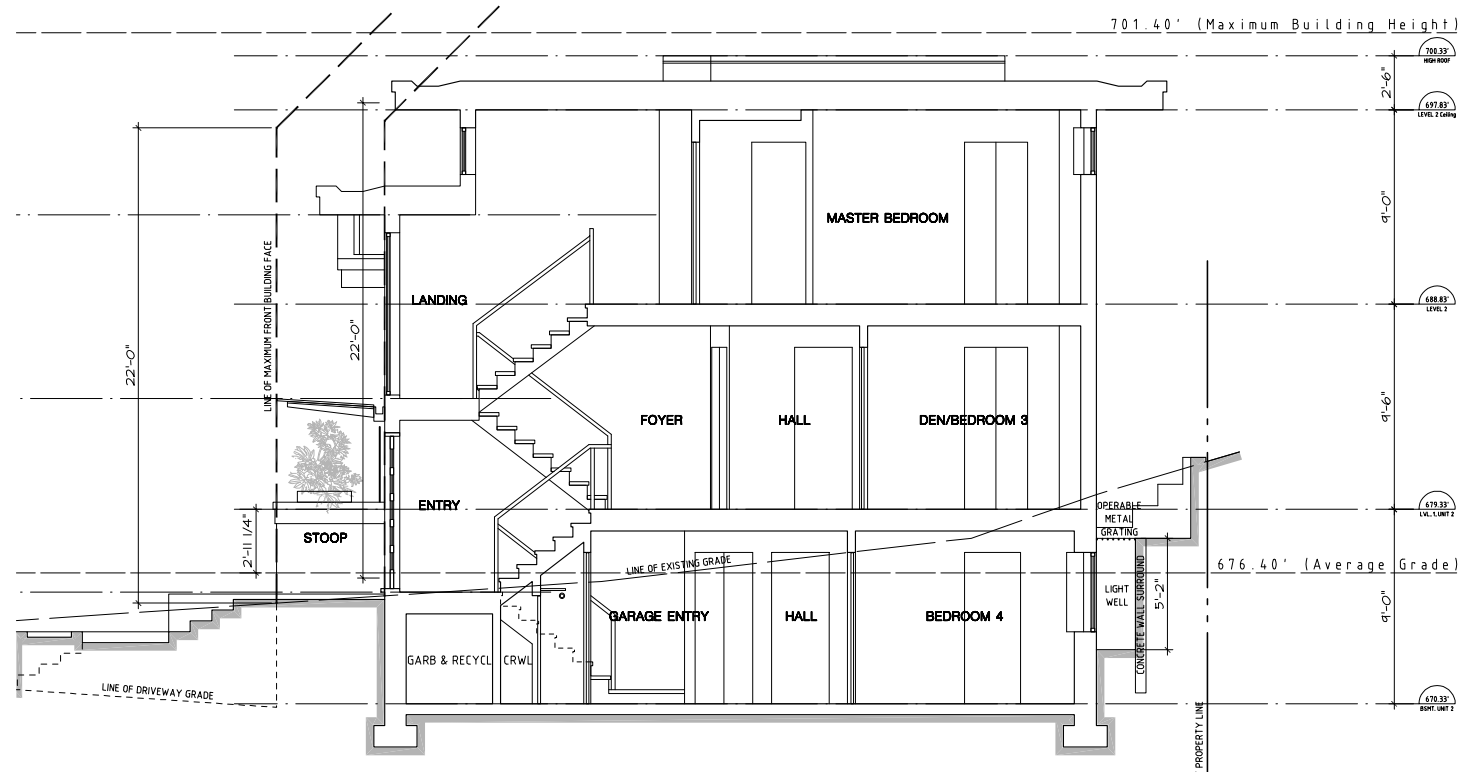 701.40' (Maximum Building Height)
700.33'
HIGH ROOF
2'-6"
697.83'
LEVEL 2 Ceiling
9'-0"
MASTER BEDROOM
LINE OF MAXIMUM FRONT BUILDING FACE
LANDING
688.83'
LEVEL 2
22'-0"
22'-0"
9'-6"
FOYER
HALL
DEN/BEDROOM 3
ENTRY
OPERABLE
METAL
GRATING
679.33'
LVL. 1, UNIT 2
STOOP
2'-11 1/4"
LINE OF EXISTING GRADE
676.40' (Average Grade)
LIGHT
WELL
CONCRETE WALL SURROUND
5'-2"
9'-0"
GARAGE ENTRY
HALL
BEDROOM 4
GARB & RECYCL
CRWL
LINE OF DRIVEWAY GRADE
670.33'
BSMT. UNIT 2
PROPERTY LINE